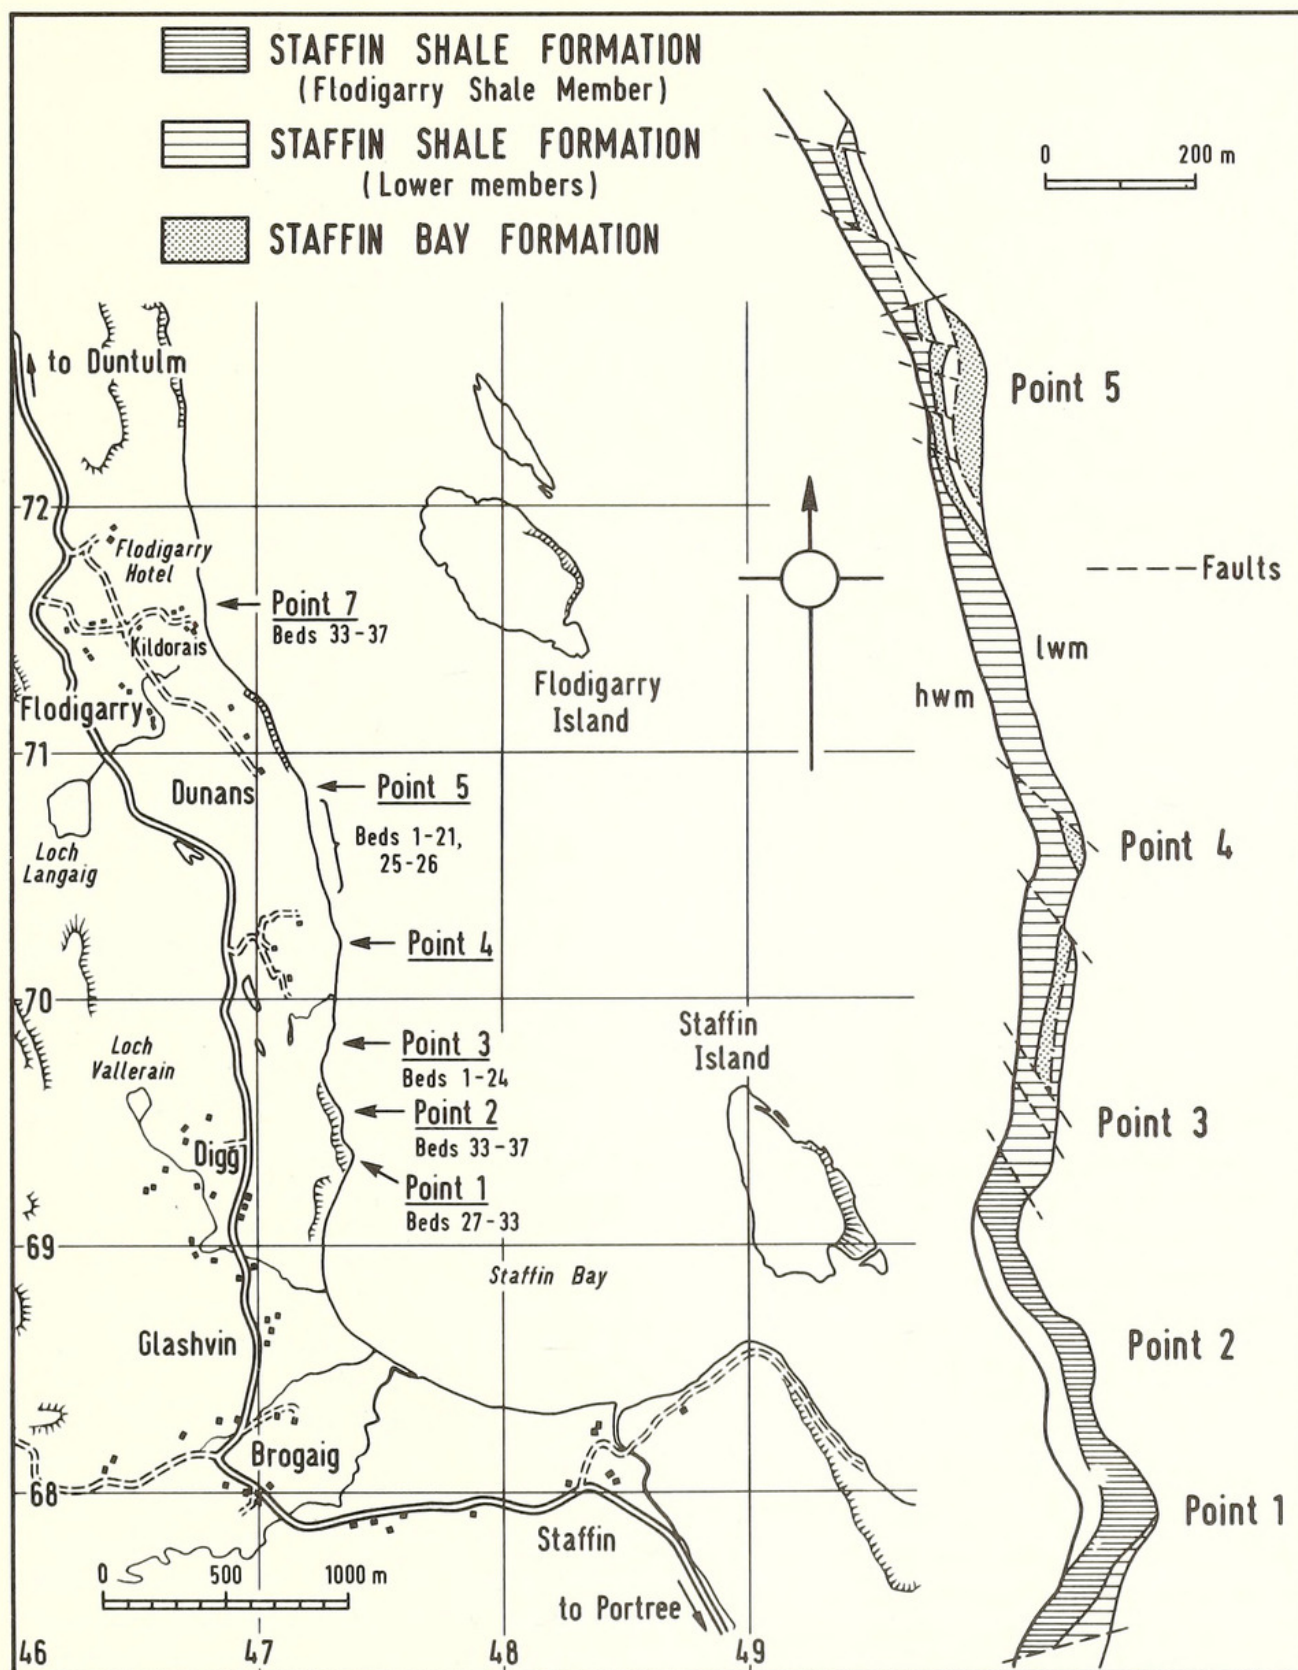 STAFFIN SHALE FORMATION
(Flodigarry Shale Member)
STAFFIN SHALE FORMATION
(Lower members)
STAFFIN BAY FORMATION
0 200 m
to Duntulm
Point 5
72
Flodigarry
Hotel
Point 7
Beds 33-37
Kildorais
Faults
lwm
hwm
Flodigarry
Flodigarry
Island
71
Dunans
Point 5
Beds 1-21,
25-26
Loch
Langaig
Point 4
Point 4
70
Staffin
Island
Loch
Vallerain
Point 3
Beds 1-24
Point 2
Beds 33-37
Point 3
Digg
Point 1
Beds 27-33
69
Staffin Bay
Glashvin
Point 2
Brogaig
68
Point 1
Staffin
0 500 1000 m
to Portree
46 47 48 49